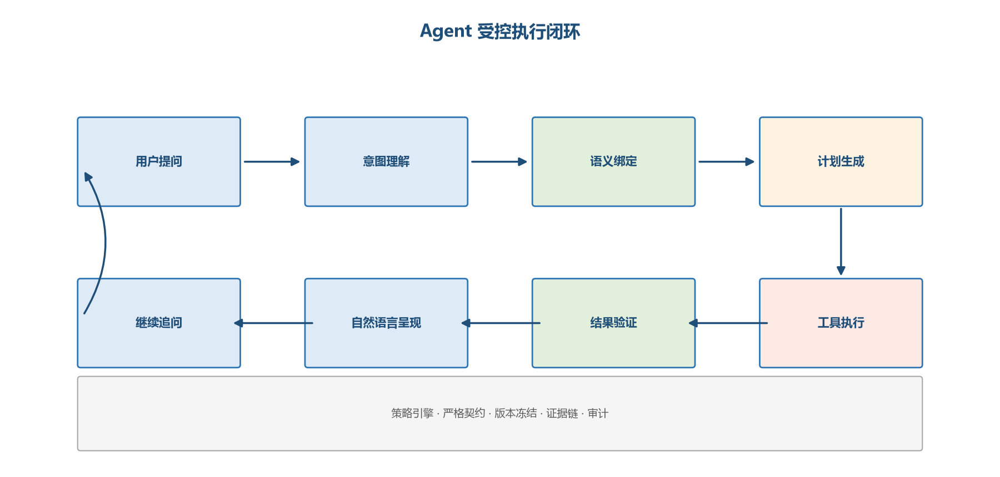 Agent 受控执行闭环
用户提问
意图理解
语义绑定
计划生成
继续追问
自然语言呈现
结果验证
工具执行
策略引擎 · 严格契约 · 版本冻结 · 证据链 · 审计